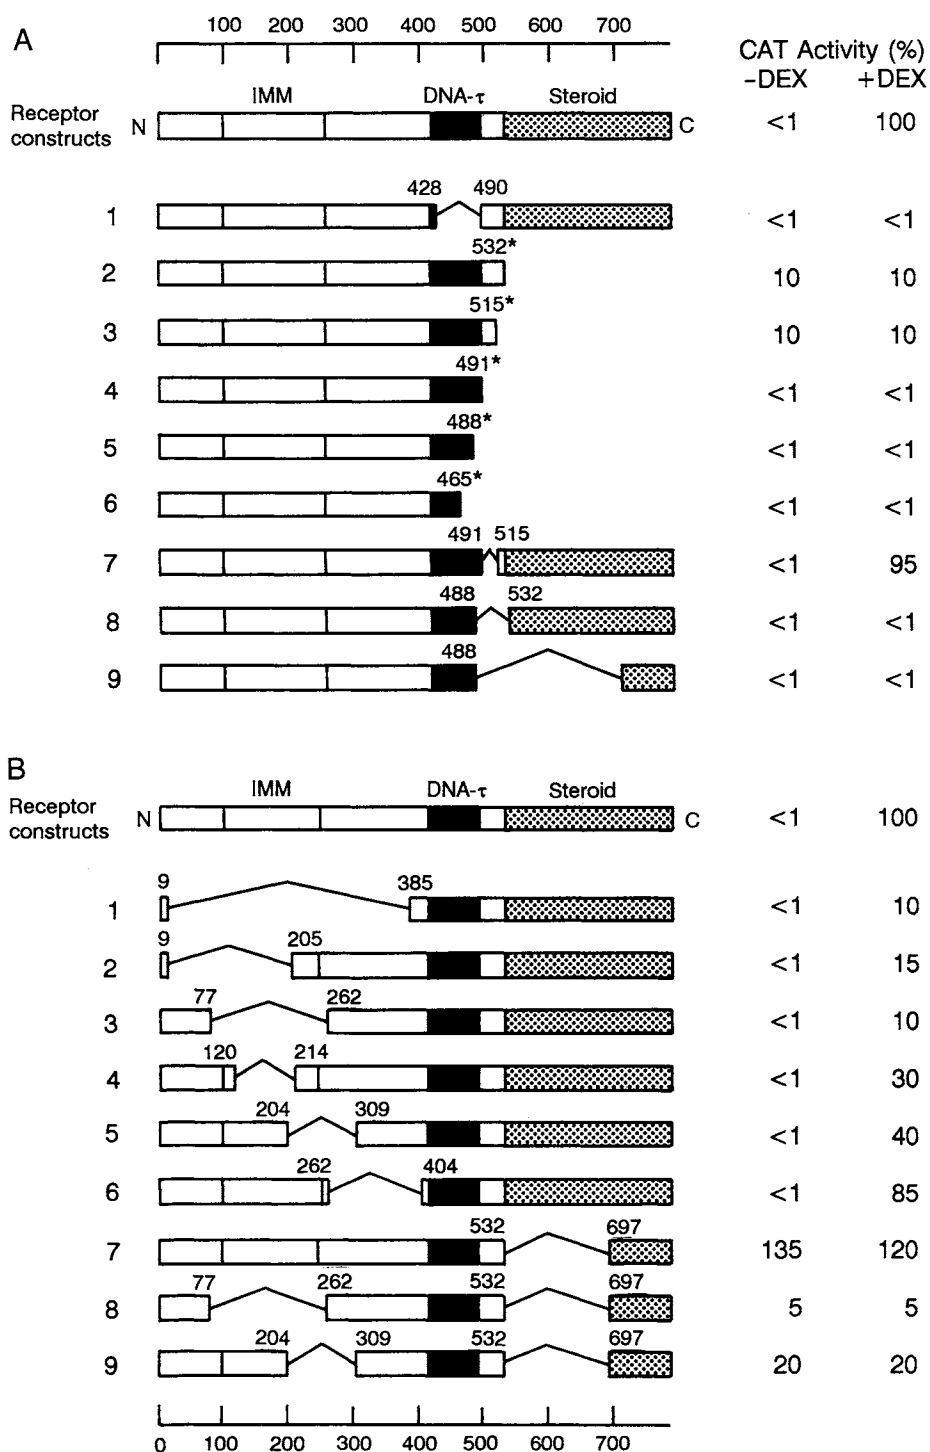 A
100 200 300 400 500 600 700
CAT Activity (%)
–DEX +DEX
IMM DNA-τ Steroid
Receptor
constructs N C <1 100
428 490
1 <1 <1
532*
2 10 10
515*
3 10 10
491*
4 <1 <1
488*
5 <1 <1
465*
6 <1 <1
491 515
7 <1 95
488 532
8 <1 <1
488
9 <1 <1
B
IMM DNA-τ Steroid
Receptor
constructs N C <1 100
9 385
1 <1 10
9 205
2 <1 15
77 262
3 <1 10
120 214
4 <1 30
204 309
5 <1 40
262 404
6 <1 85
532 697
7 135 120
77 262 532 697
8 5 5
204 309 532 697
9 20 20
0 100 200 300 400 500 600 700